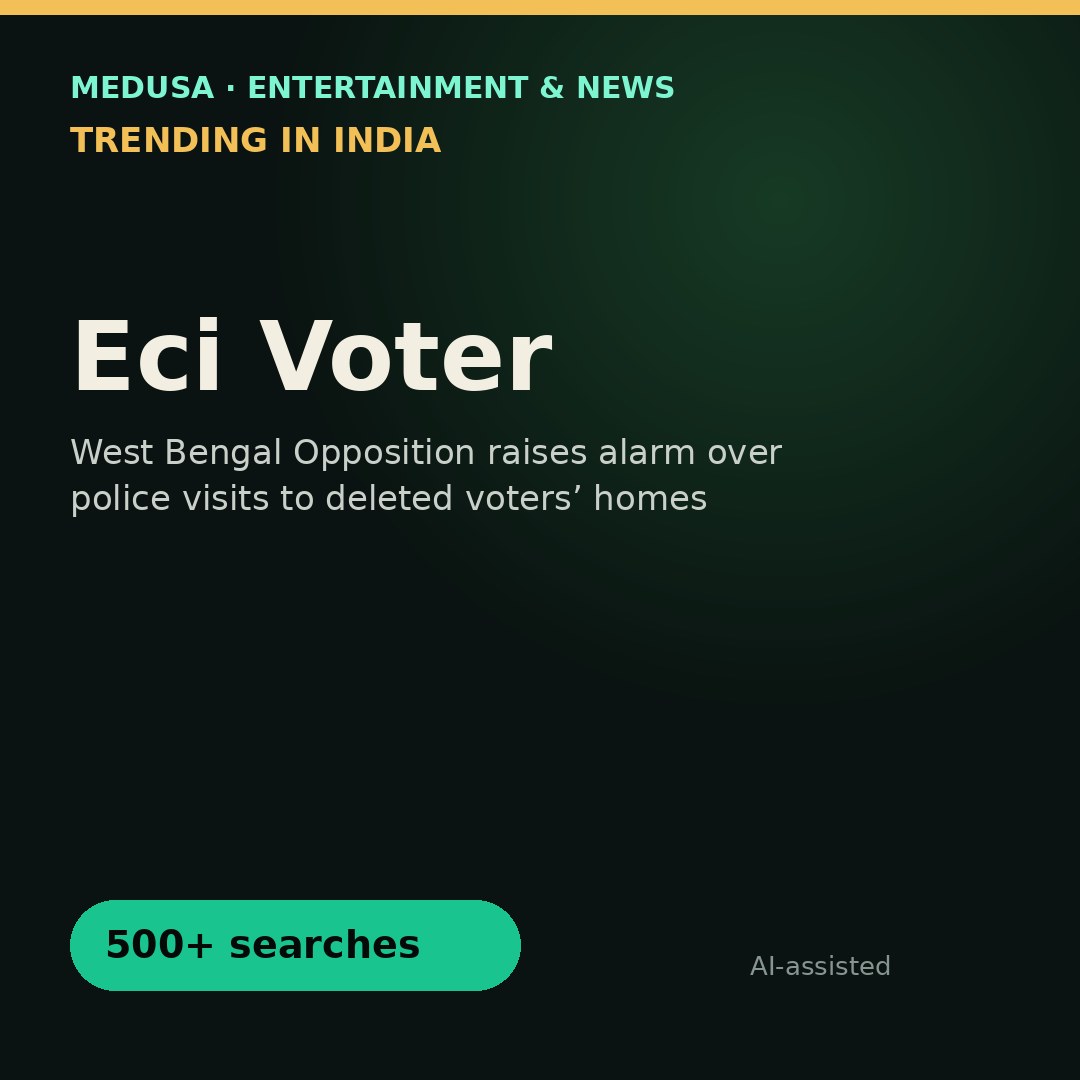 MEDUSA · ENTERTAINMENT & NEWS
TRENDING IN INDIA
Eci Voter
West Bengal Opposition raises alarm over
police visits to deleted voters’ homes
500+ searches
AI-assisted